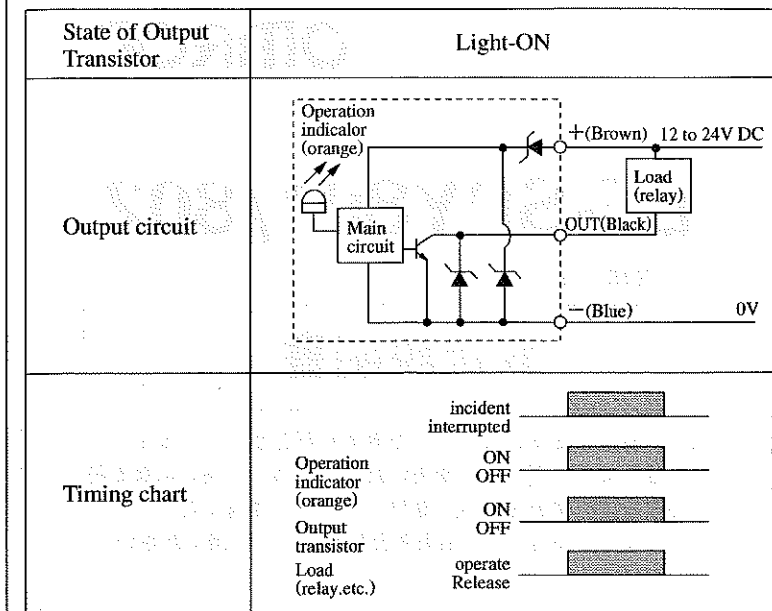 State of Output
Transistor
Light-ON
Output circuit
Operation
indicalor
(orange)
Main
circuit
+(Brown) 12 to 24V DC
Load
(relay)
OUT(Black)
−(Blue) 0V
Timing chart
incident
interrupted
Operation
indicator
(orange)
ON
OFF
Output
transistor
ON
OFF
Load
(relay.etc.)
operate
Release